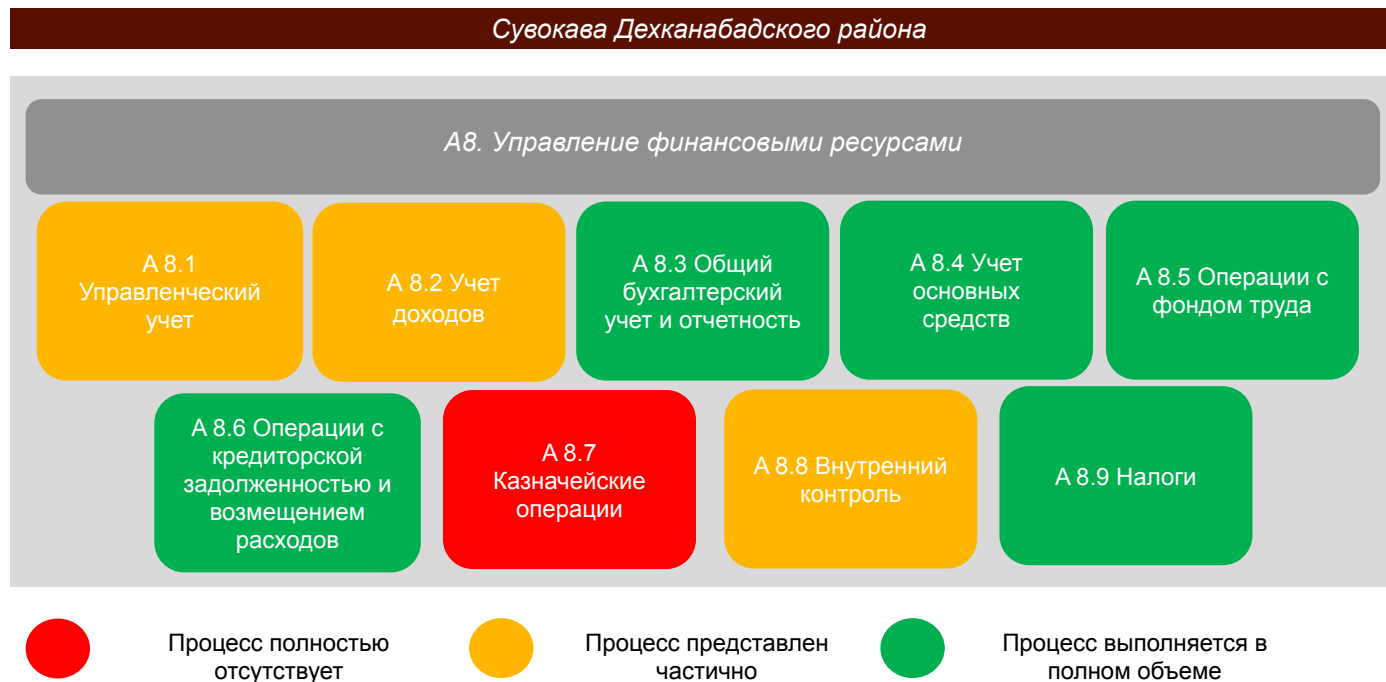 Сувокава Дехканабадского района
А8. Управление финансовыми ресурсами
А 8.1
Управленческий
учет
А 8.2 Учет
доходов
А 8.3 Общий
бухгалтерский
учет и отчетность
А 8.4 Учет
основных
средств
А 8.5 Операции с
фондом труда
А 8.6 Операции с
кредиторской
задолженностью и
возмещением
расходов
А 8.7
Казначейские
операции
А 8.8 Внутренний
контроль
А 8.9 Налоги
Процесс полностью
отсутствует
Процесс представлен
частично
Процесс выполняется в
полном объеме